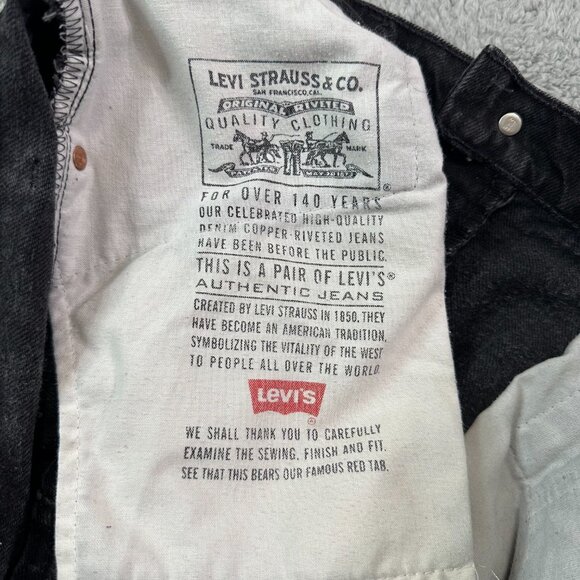 LEVI STRAUSS & CO.
SAN FRANCISCO, CAL.
ORIGINAL RIVETED
QUALITY CLOTHING
TRADE MARK
PATENTED MAY 20 1873
®
FOR OVER 140 YEARS
OUR CELEBRATED HIGH-QUALITY
DENIM COPPER-RIVETED JEANS
HAVE BEEN BEFORE THE PUBLIC.
THIS IS A PAIR OF LEVI'S®
AUTHENTIC JEANS
CREATED BY LEVI STRAUSS IN 1850, THEY
HAVE BECOME AN AMERICAN TRADITION,
SYMBOLIZING THE VITALITY OF THE WEST
TO PEOPLE ALL OVER THE WORLD.
LEVI'S
®
WE SHALL THANK YOU TO CAREFULLY
EXAMINE THE SEWING, FINISH AND FIT.
SEE THAT THIS BEARS OUR FAMOUS RED TAB.